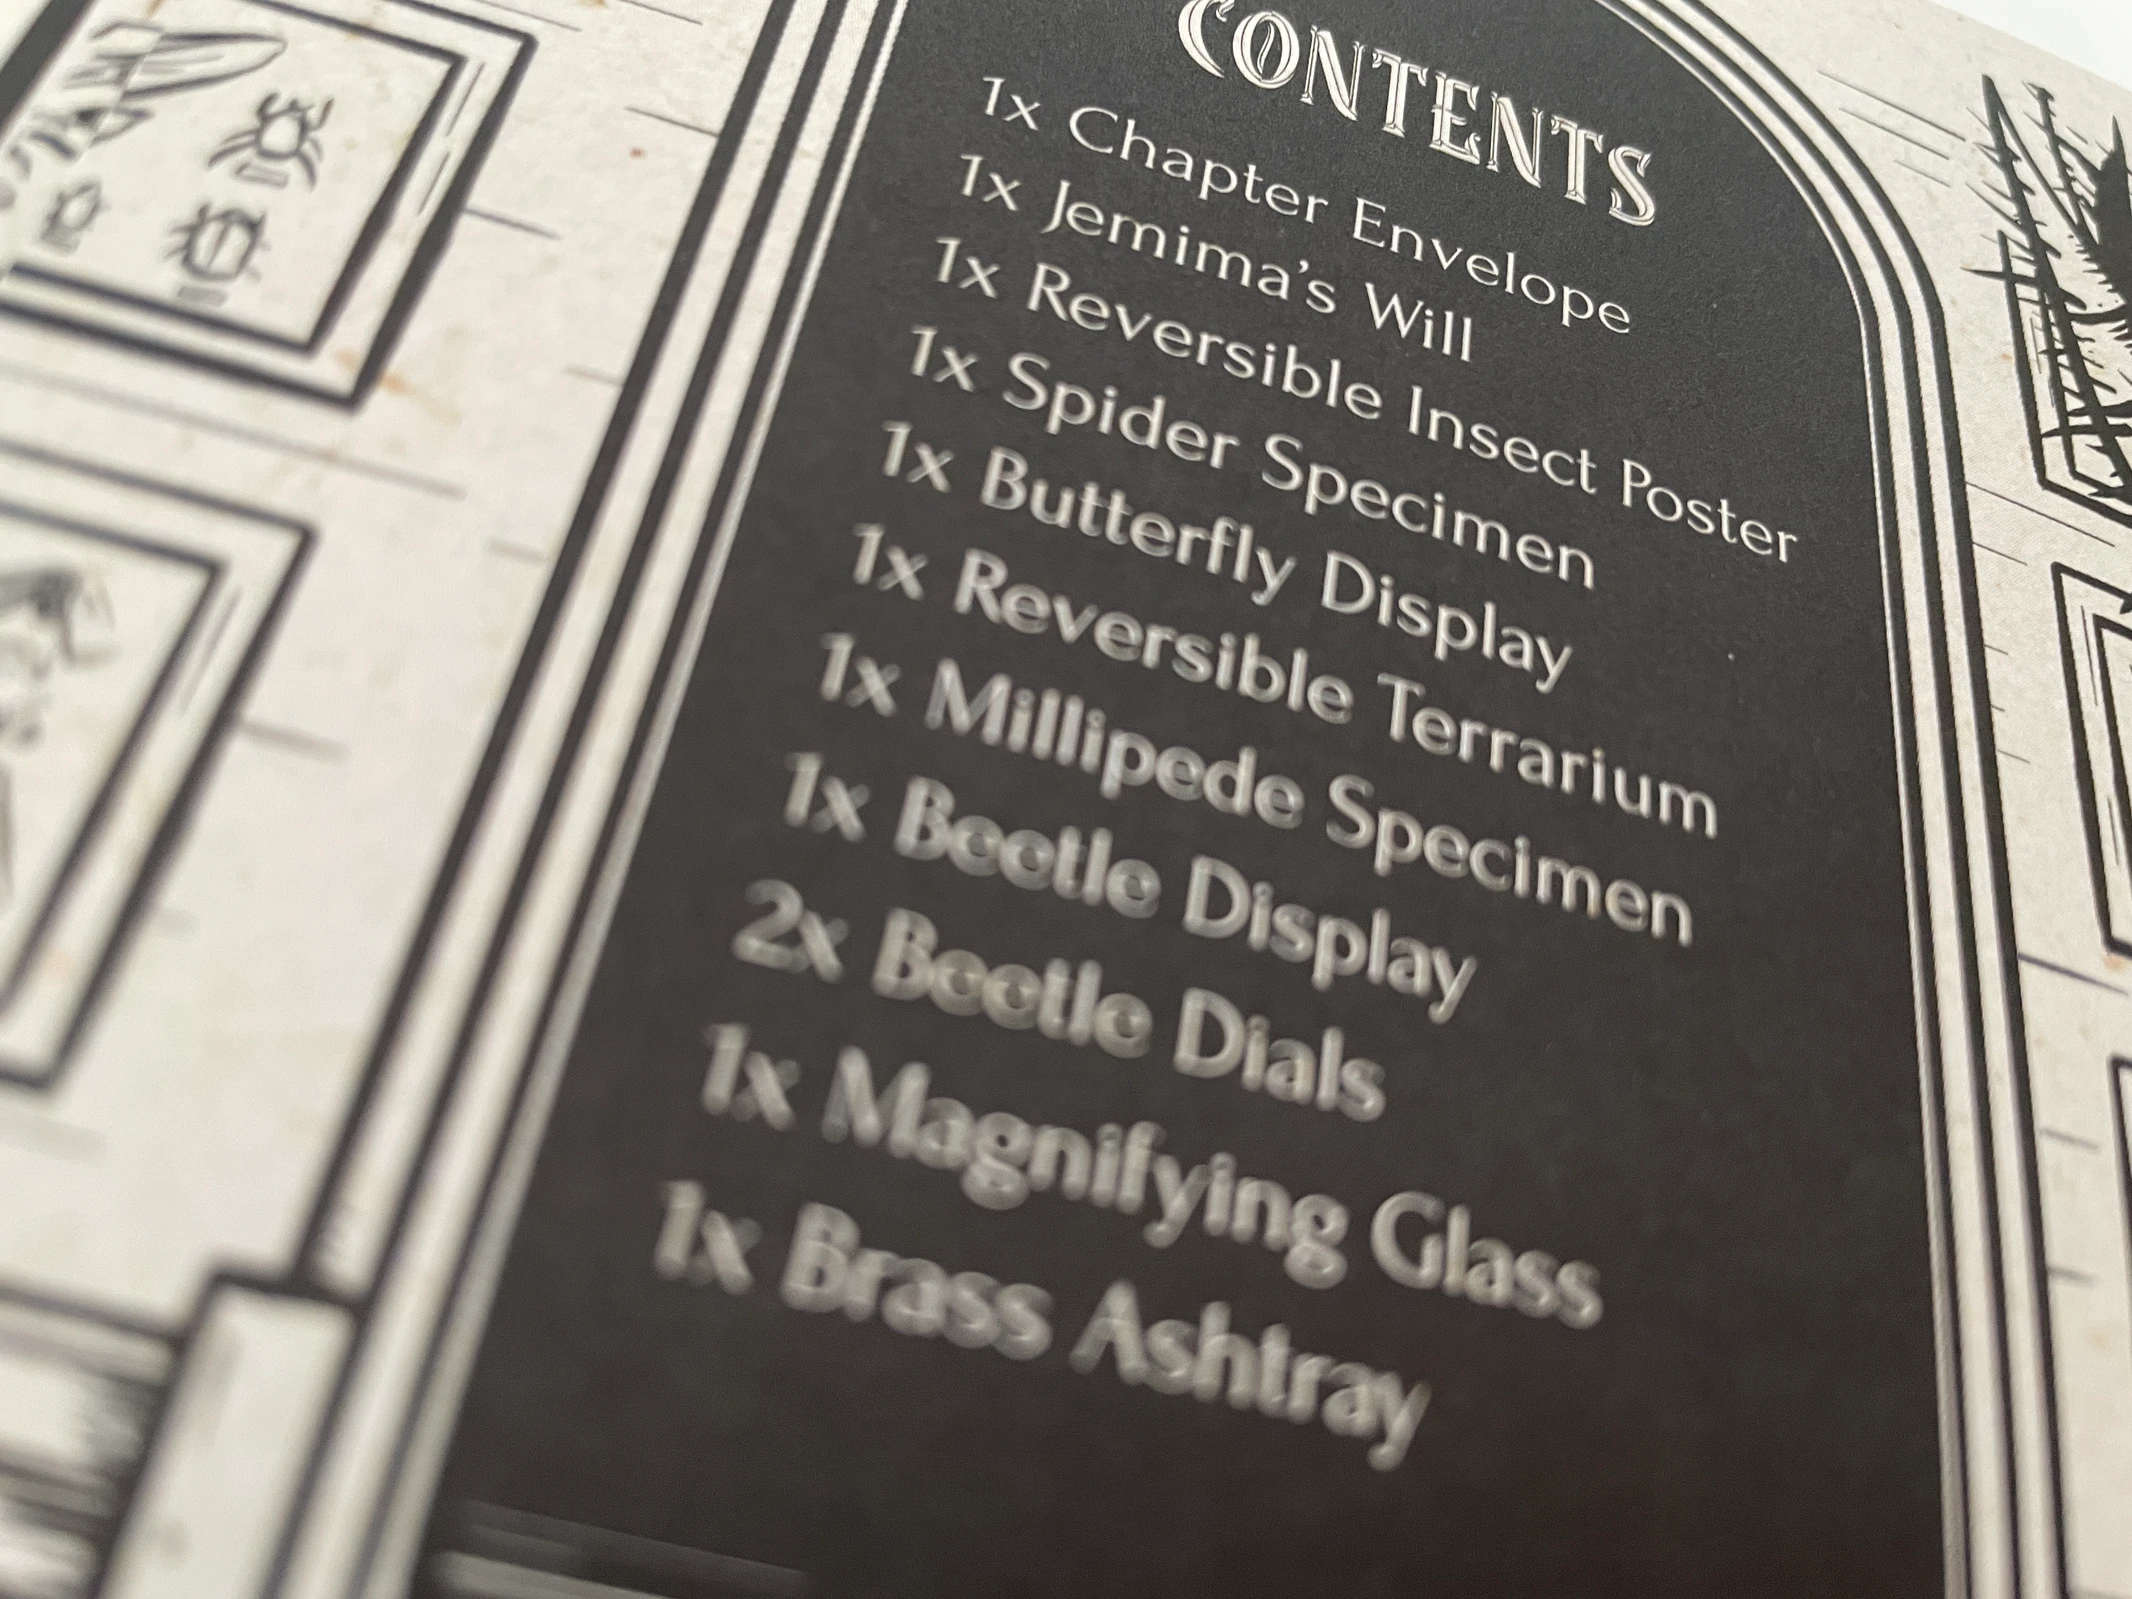 CONTENTS
1x Chapter Envelope
1x Jemima's Will
1x Reversible Insect Poster
1x Spider Specimen
1x Butterfly Display
1x Reversible Terrarium
1x Millipede Specimen
1x Beetle Display
2x Beetle Dials
1x Magnifying Glass
1x Brass Ashtray